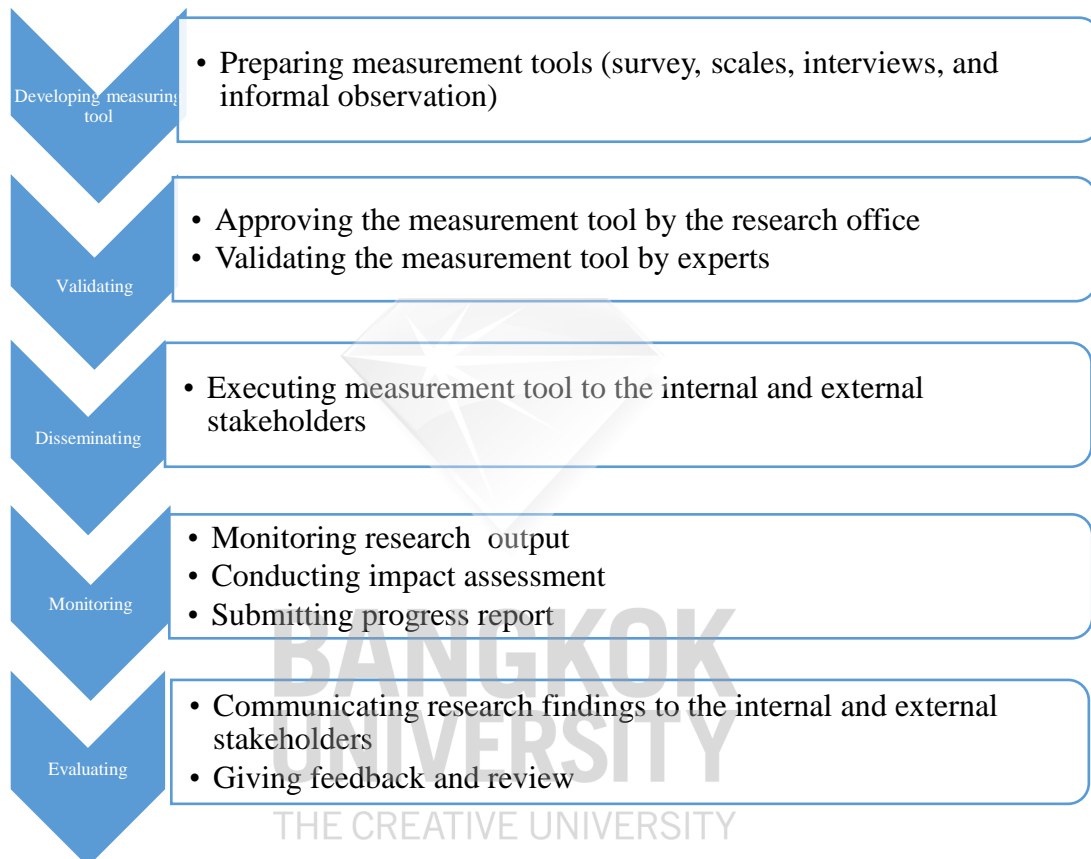 Developing measuring
tool
• Preparing measurement tools (survey, scales, interviews, and
informal observation)
Validating
• Approving the measurement tool by the research office
• Validating the measurement tool by experts
Disseminating
• Executing measurement tool to the internal and external
stakeholders
Monitoring
• Monitoring research output
• Conducting impact assessment
• Submitting progress report
Evaluating
• Communicating research findings to the internal and external
stakeholders
• Giving feedback and review
BANGKOK
UNIVERSITY
THE CREATIVE UNIVERSITY